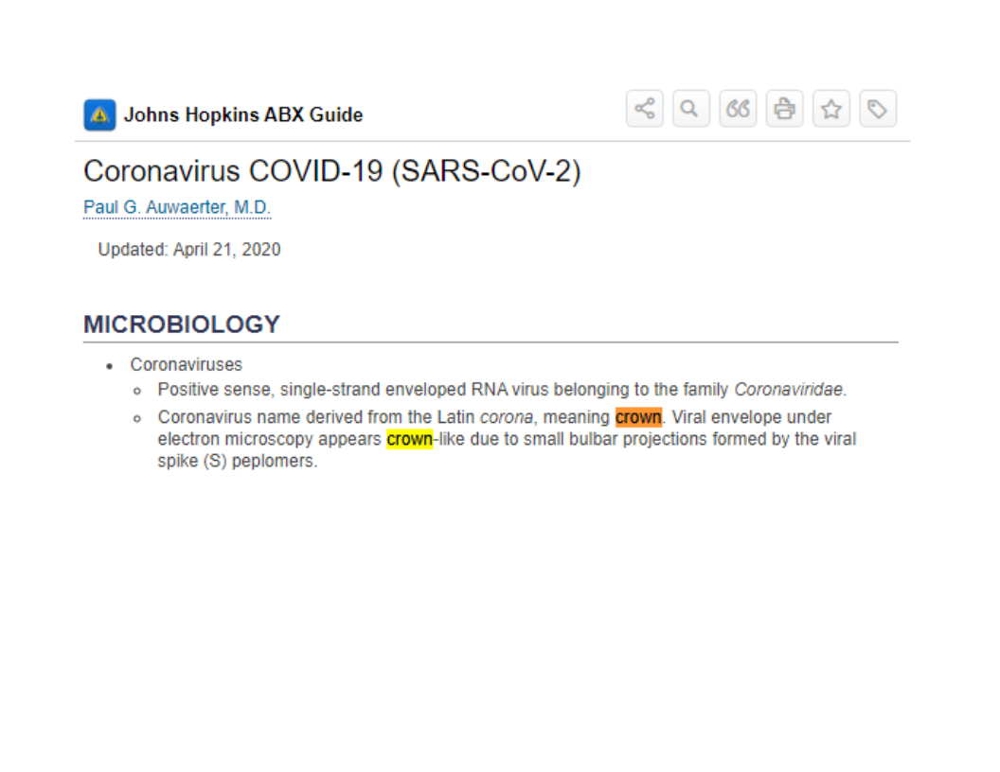 Johns Hopkins ABX Guide
Coronavirus COVID-19 (SARS-CoV-2)
Paul G. Auwaerter, M.D.
Updated: April 21, 2020
MICROBIOLOGY
• Coronaviruses
o Positive sense, single-strand enveloped RNA virus belonging to the family Coronaviridae.
o Coronavirus name derived from the Latin corona, meaning crown. Viral envelope under
electron microscopy appears crown-like due to small bulbar projections formed by the viral
spike (S) peplomers.